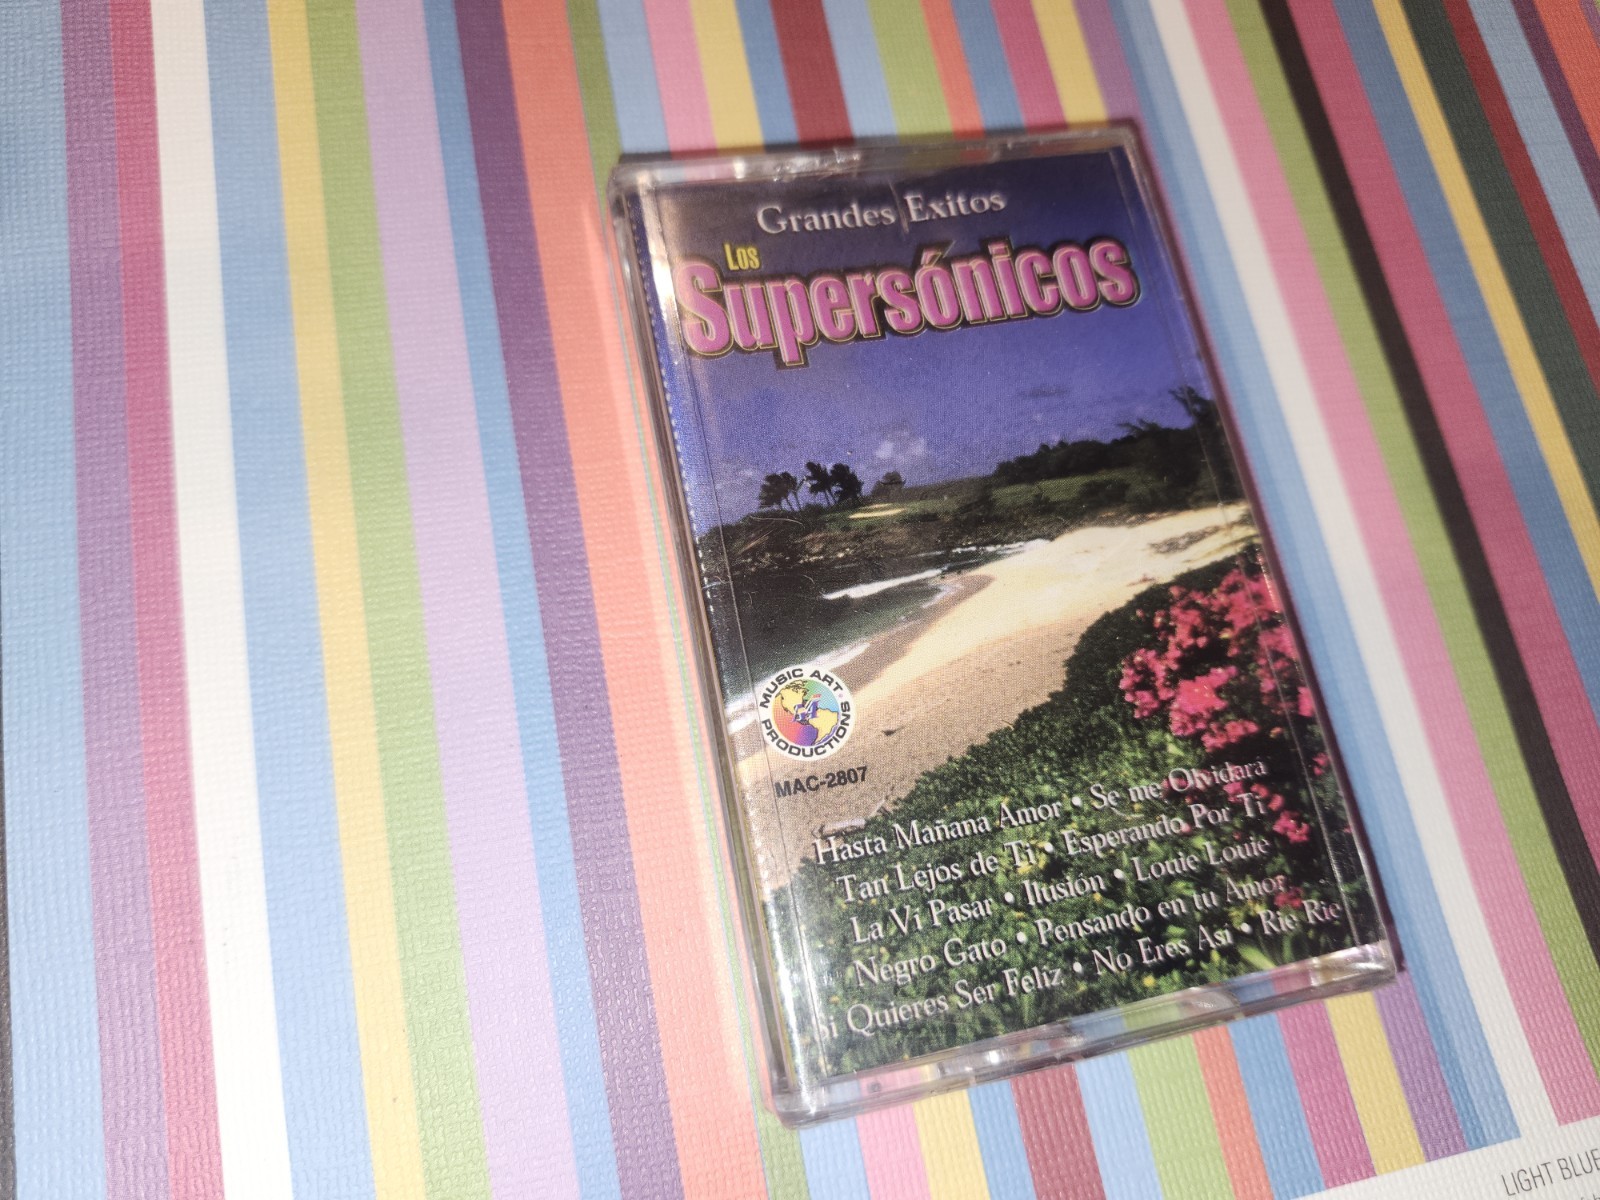 Grandes Exitos
Los
Supersónicos
MUSIC ART
PRODUCTIONS
MAC-2807
Hasta Mañana Amor • Se me Olvidara
Tan Lejos de Ti • Esperando Por Ti
La Vi Pasar • Ilusión • Louie Louie
Negro Gato • Pensando en tu Amor
Si Quieres Ser Feliz • No Eres Asi • Rie Rie
LIGHT BLUE